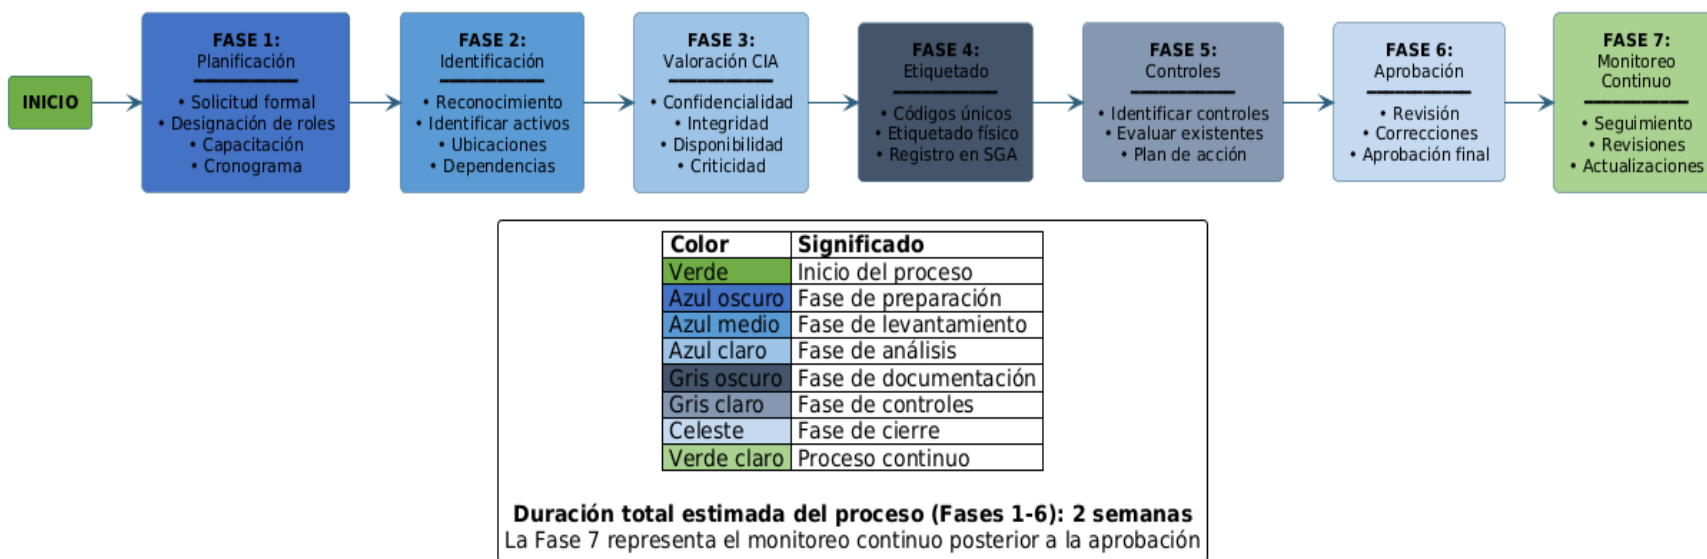 INICIO
FASE 1:
Planificación
• Solicitud formal
• Designación de roles
• Capacitación
• Cronograma
FASE 2:
Identificación
• Reconocimiento
• Identificar activos
• Ubicaciones
• Dependencias
FASE 3:
Valoración CIA
• Confidencialidad
• Integridad
• Disponibilidad
• Criticidad
FASE 4:
Etiquetado
• Códigos únicos
• Etiquetado físico
• Registro en SGA
FASE 5:
Controles
• Identificar controles
• Evaluar existentes
• Plan de acción
FASE 6:
Aprobación
• Revisión
• Correcciones
• Aprobación final
FASE 7:
Monitoreo
Continuo
• Seguimiento
• Revisiones
• Actualizaciones
Color Significado
Verde Inicio del proceso
Azul oscuro Fase de preparación
Azul medio Fase de levantamiento
Azul claro Fase de análisis
Gris oscuro Fase de documentación
Gris claro Fase de controles
Celeste Fase de cierre
Verde claro Proceso continuo
Duración total estimada del proceso (Fases 1-6): 2 semanas
La Fase 7 representa el monitoreo continuo posterior a la aprobación